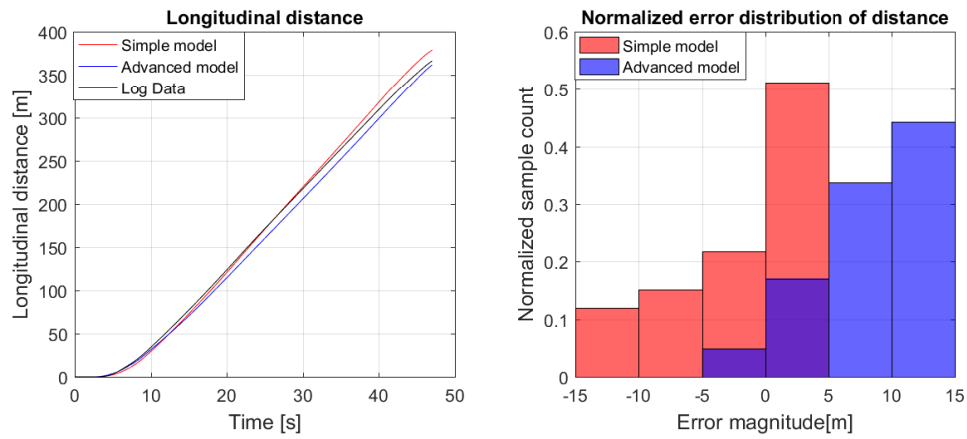 Longitudinal distance
Simple model
Advanced model
Log Data
400
350
300
250
200
150
100
50
0
Longitudinal distance [m]
0 10 20 30 40 50
Time [s]
Normalized error distribution of distance
Simple model
Advanced model
0.6
0.5
0.4
0.3
0.2
0.1
0
Normalized sample count
-15 -10 -5 0 5 10 15
Error magnitude[m]